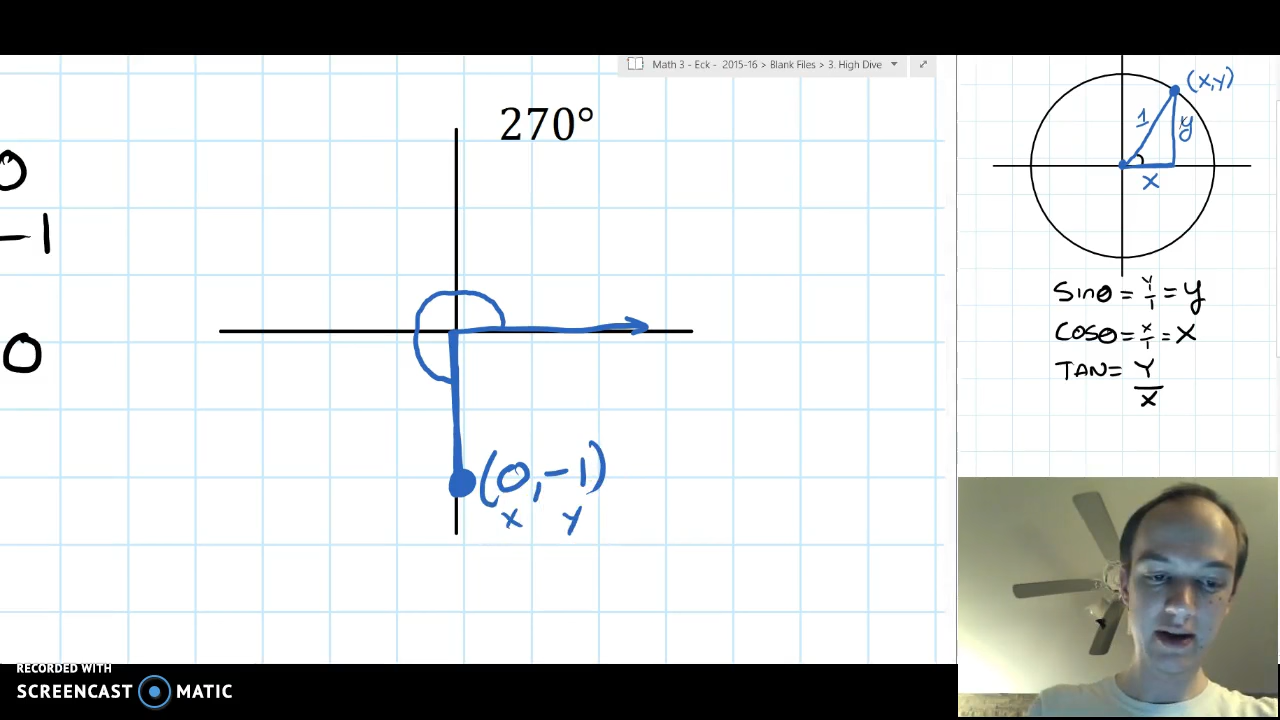 Math 3 - Eck - 2015-16 > Blank Files > 3. High Dive
270°
0
-1
0
(0,-1)
x y
(x,y)
1
y
x
Sinθ = y/1 = y
Cosθ = x/1 = x
TAN = Y/X
RECORDED WITH
SCREENCAST MATIC